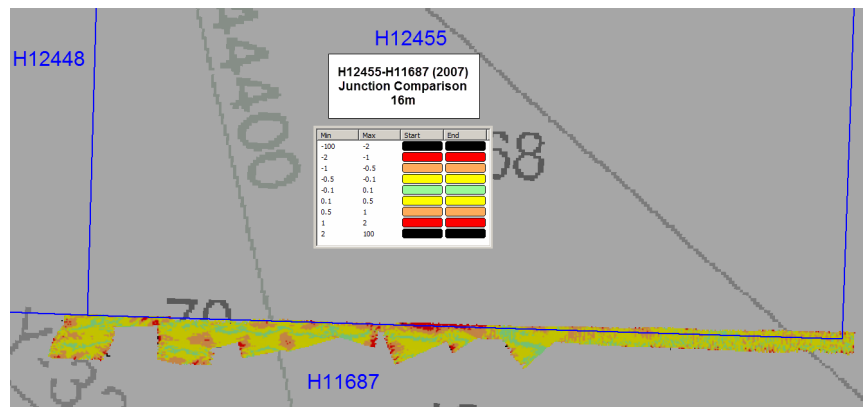 H12448
H12455
H12455-H11687 (2007)
Junction Comparison
16m
4400
68
Min Max Start End
-100 -2
-2 -1
-1 -0.5
-0.5 -0.1
-0.1 0.1
0.1 0.5
0.5 1
1 2
2 100
70
H11687